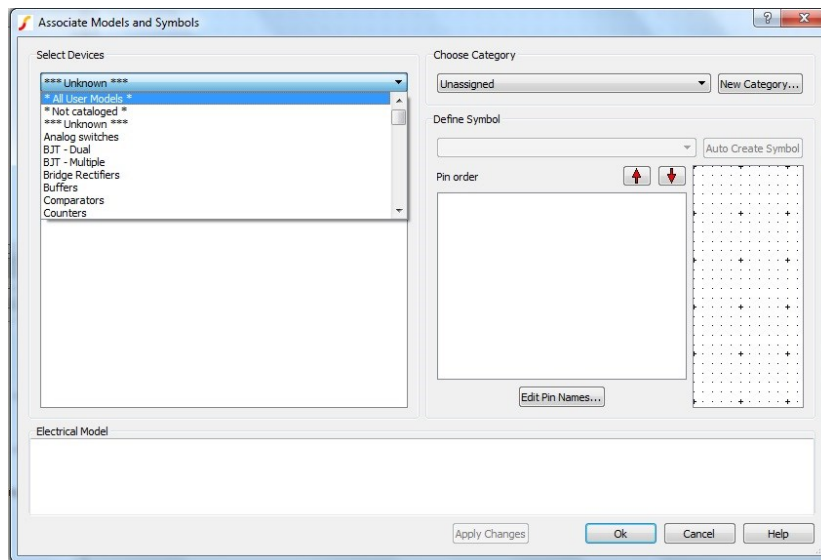 Associate Models and Symbols
Select Devices
*** Unknown ***
* All User Models *
* Not cataloged *
*** Unknown ***
Analog switches
BJT - Dual
BJT - Multiple
Bridge Rectifiers
Buffers
Comparators
Counters
Choose Category
Unassigned
New Category...
Define Symbol
Auto Create Symbol
Pin order
Edit Pin Names...
Electrical Model
Apply Changes
Ok
Cancel
Help